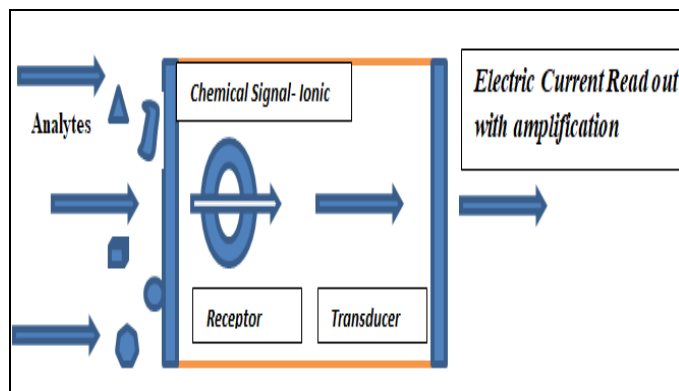 Analytes
Chemical Signal- Ionic
Receptor
Transducer
Electric Current Read out
with amplification